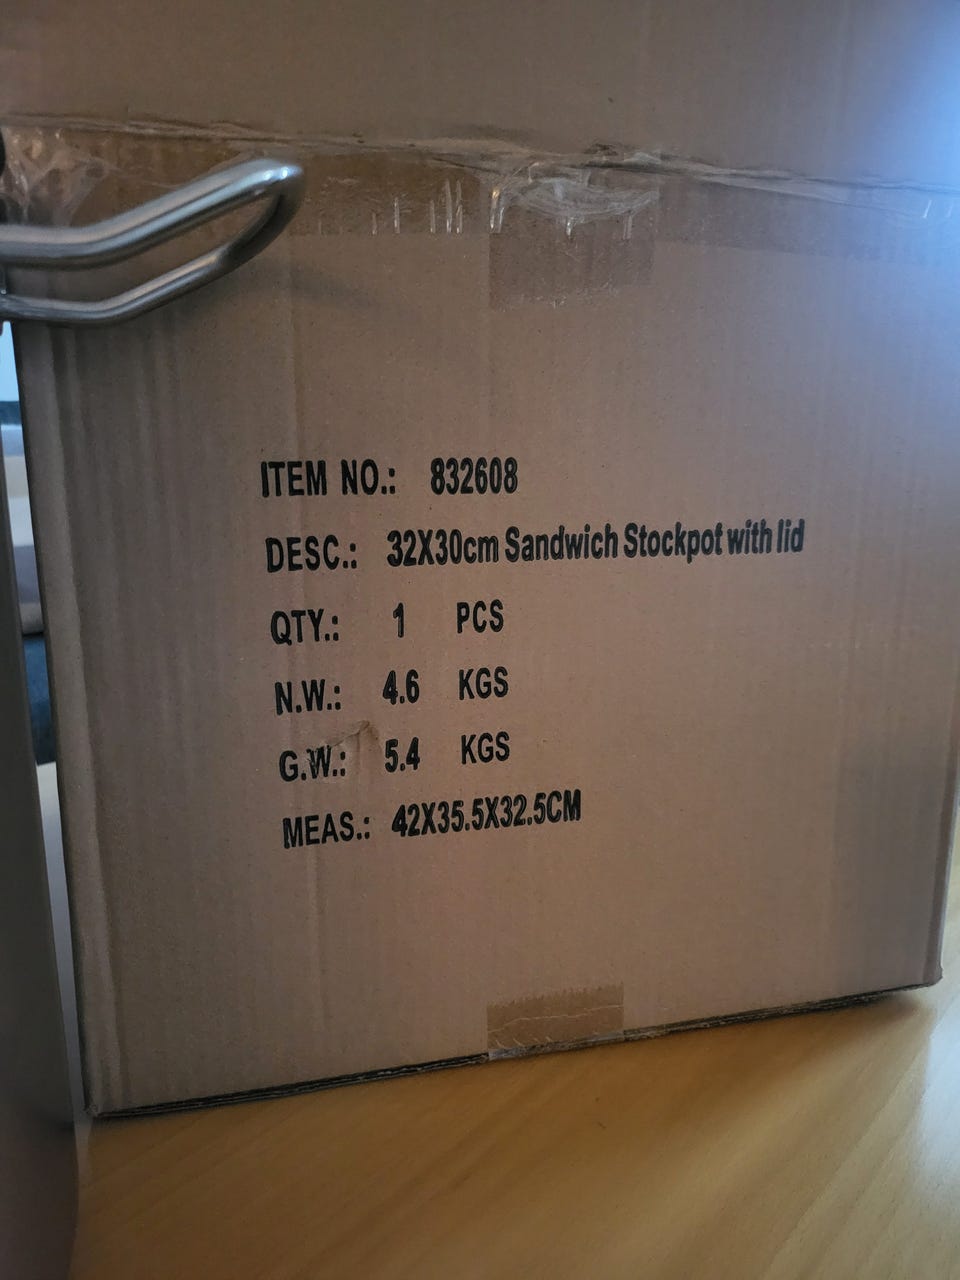 ITEM NO.: 832608
DESC.: 32X30cm Sandwich Stockpot with lid
QTY.: 1 PCS
N.W.: 4.6 KGS
G.W.: 5.4 KGS
MEAS.: 42X35.5X32.5CM